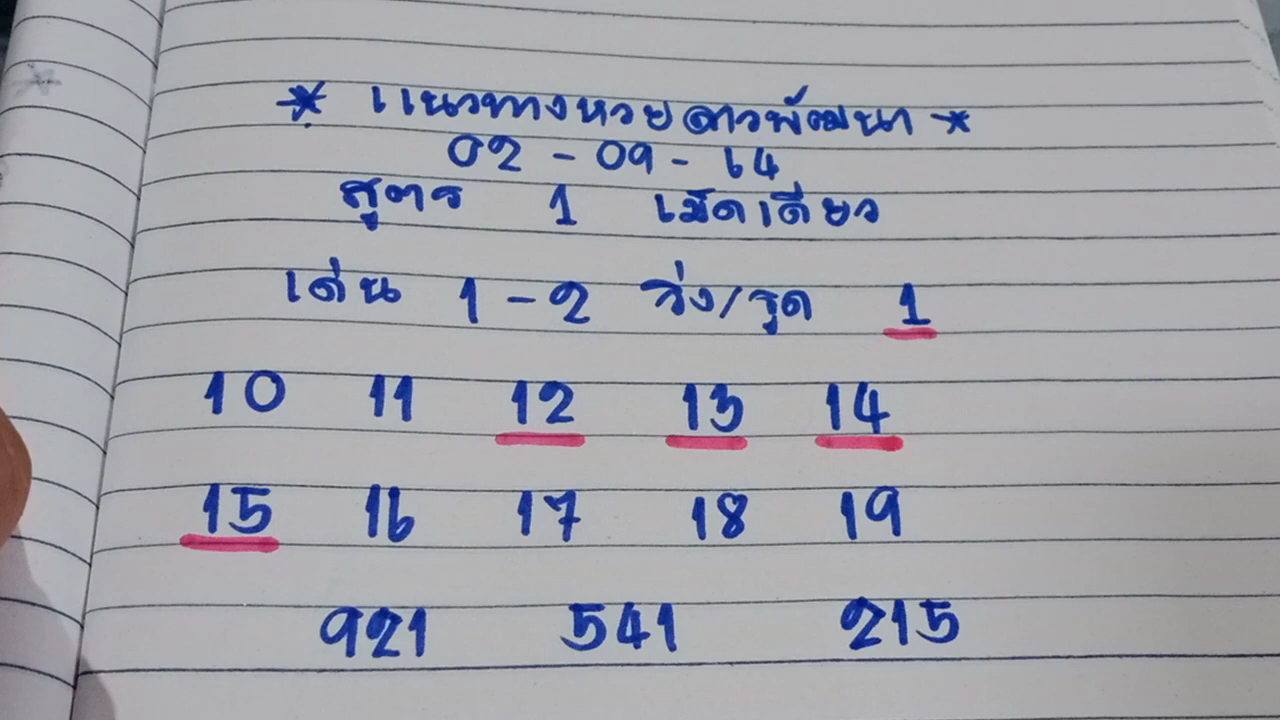 * แนวทางหวยลาวพัฒนา *
02 - 09 - 64
สูตร 1 เม็ดเดียว
เด่น 1 - 2 วิ่ง/รูด 1
10 11 12 13 14
15 16 17 18 19
921 541 215